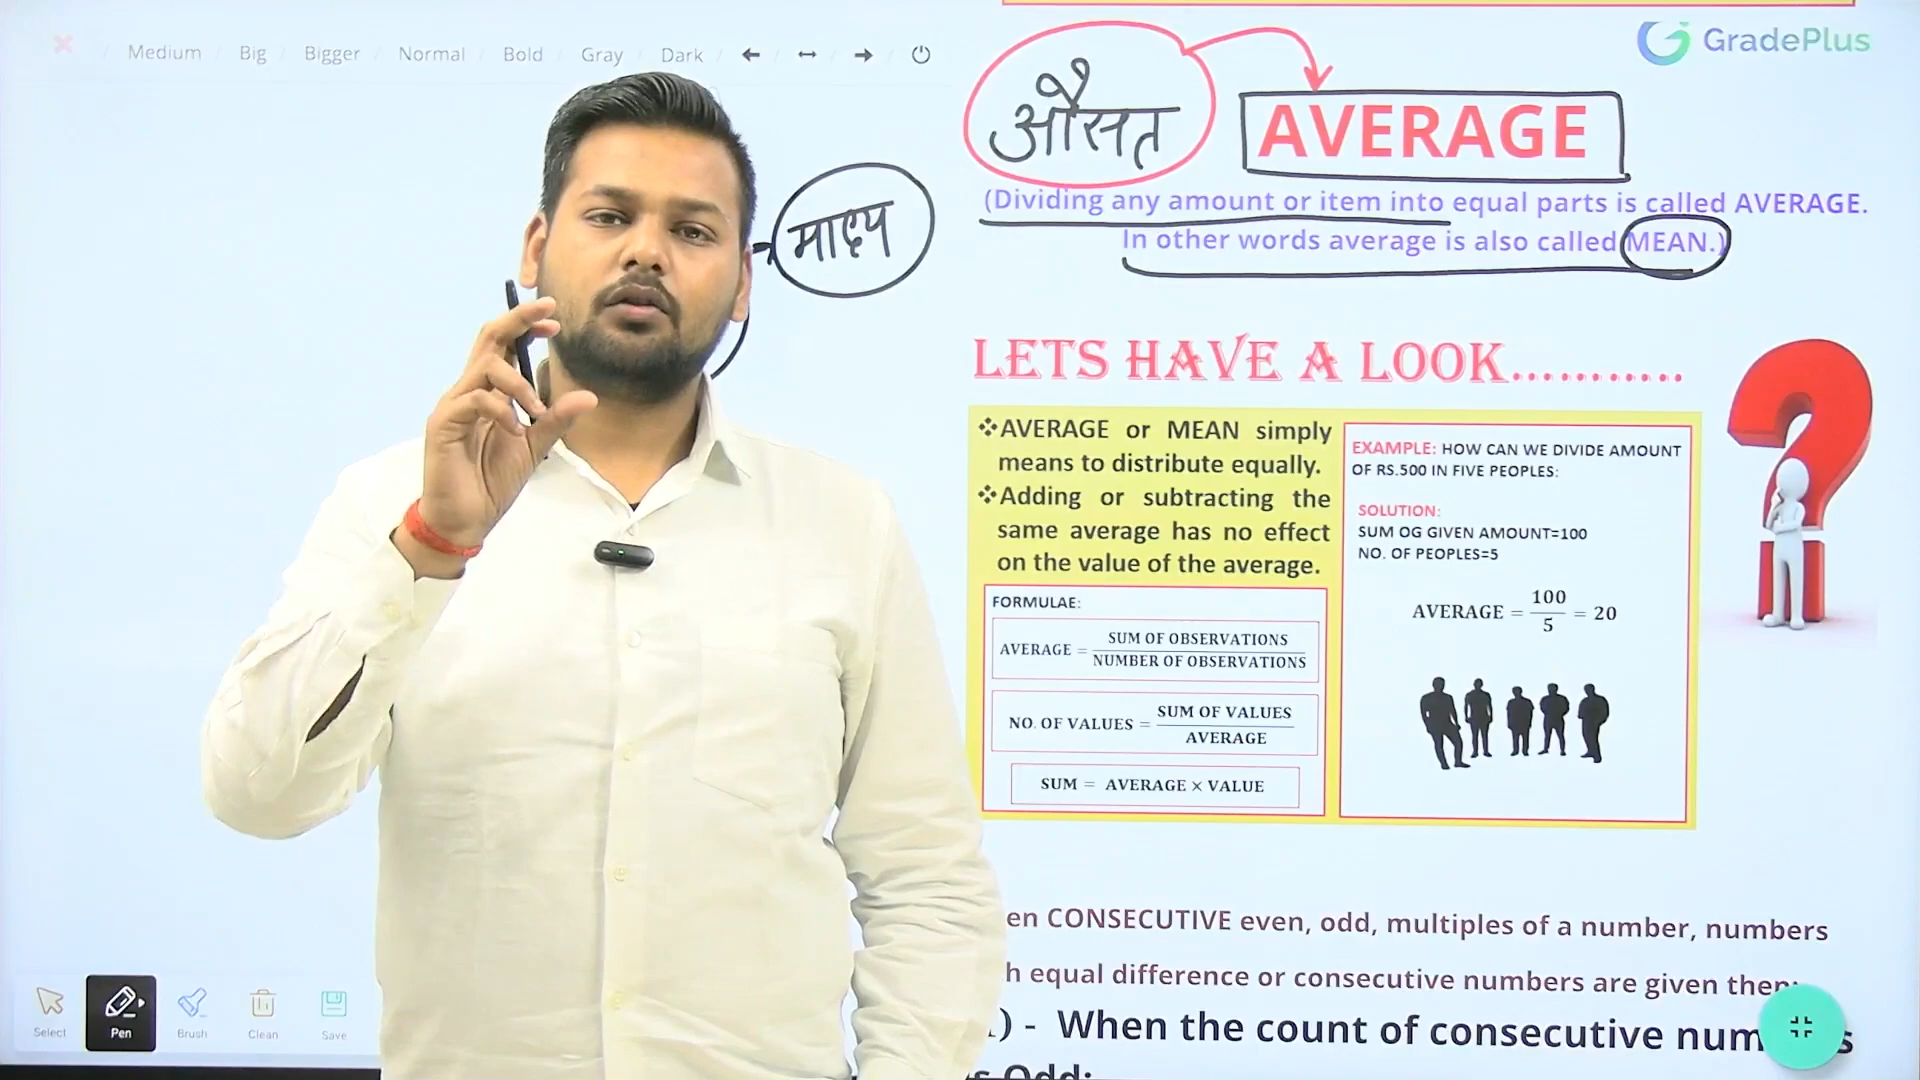 Medium / Big / Bigger / Normal / Bold / Gray / Dark
GradePlus
औसत
AVERAGE
(Dividing any amount or item into equal parts is called AVERAGE.
In other words average is also called MEAN.)
LETS HAVE A LOOK...........
❖AVERAGE or MEAN simply
means to distribute equally.
❖Adding or subtracting the
same average has no effect
on the value of the average.
FORMULAE:
AVERAGE = SUM OF OBSERVATIONS / NUMBER OF OBSERVATIONS
NO. OF VALUES = SUM OF VALUES / AVERAGE
SUM = AVERAGE × VALUE
EXAMPLE: HOW CAN WE DIVIDE AMOUNT
OF RS.500 IN FIVE PEOPLES:
SOLUTION:
SUM OG GIVEN AMOUNT=100
NO. OF PEOPLES=5
AVERAGE = 100 / 5 = 20
en CONSECUTIVE even, odd, multiples of a number, numbers
h equal difference or consecutive numbers are given then:
) - When the count of consecutive num s
s Odd:
Select
Pen
Brush
Clean
Save